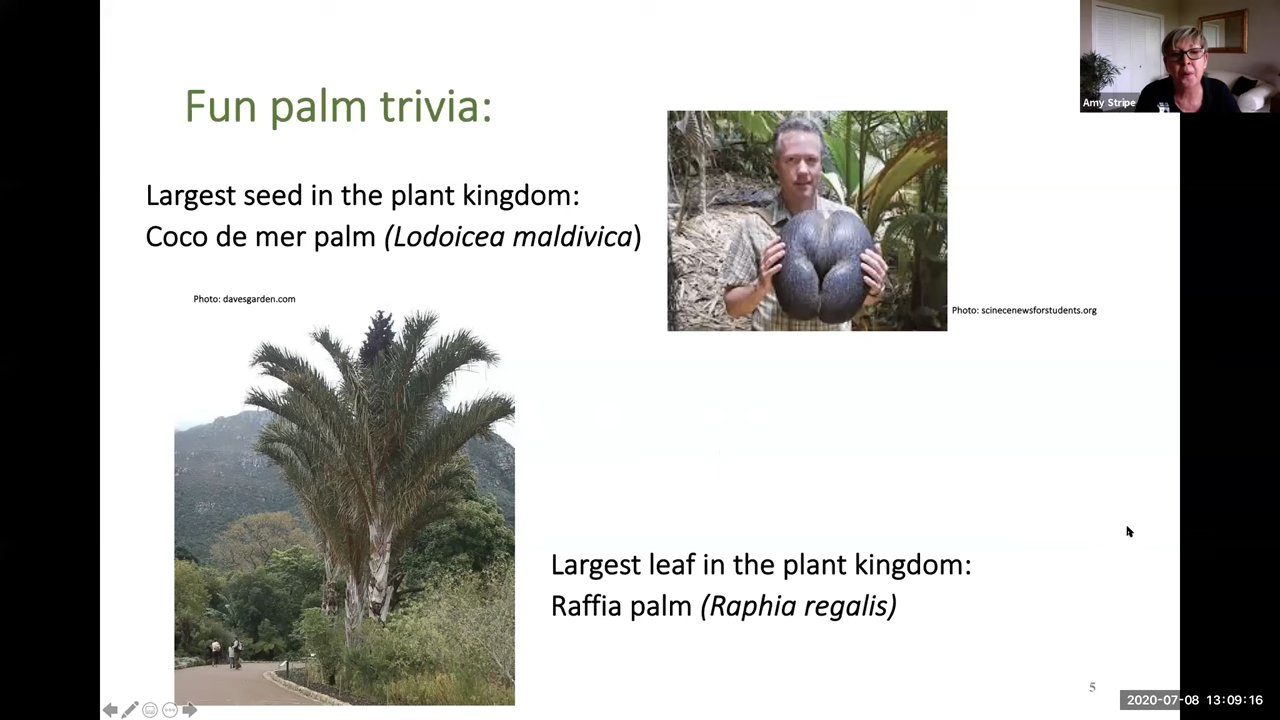 Fun palm trivia:
Amy Stripe
Largest seed in the plant kingdom:
Coco de mer palm (Lodoicea maldivica)
Photo: davesgarden.com
Photo: scinecenewsforstudents.org
Largest leaf in the plant kingdom:
Raffia palm (Raphia regalis)
5
2020-07-08 13:09:16